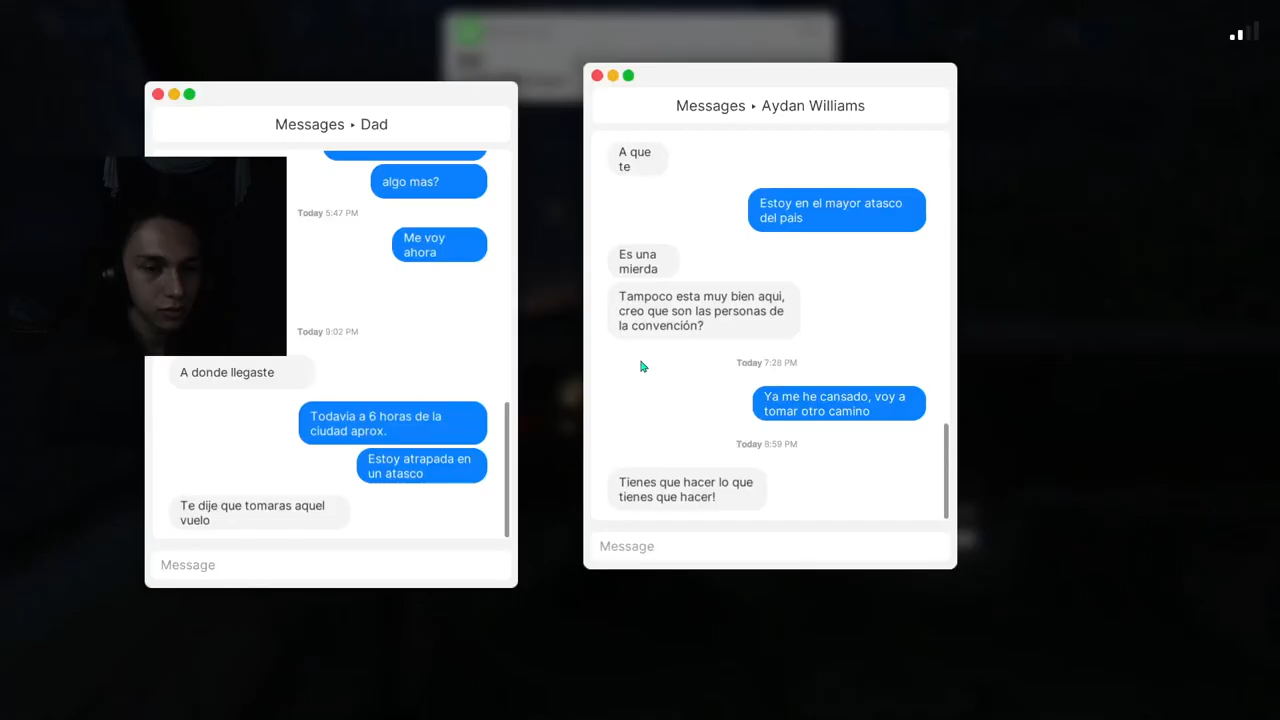 Messages ▸ Dad
algo mas?
Today 5:47 PM
Me voy
ahora
Today 9:02 PM
A donde llegaste
Todavia a 6 horas de la
ciudad aprox.
Estoy atrapada en
un atasco
Te dije que tomaras aquel
vuelo
Message
Messages ▸ Aydan Williams
A que
te
Estoy en el mayor atasco
del pais
Es una
mierda
Tampoco esta muy bien aqui,
creo que son las personas de
la convención?
Today 7:28 PM
Ya me he cansado, voy a
tomar otro camino
Today 8:59 PM
Tienes que hacer lo que
tienes que hacer!
Message